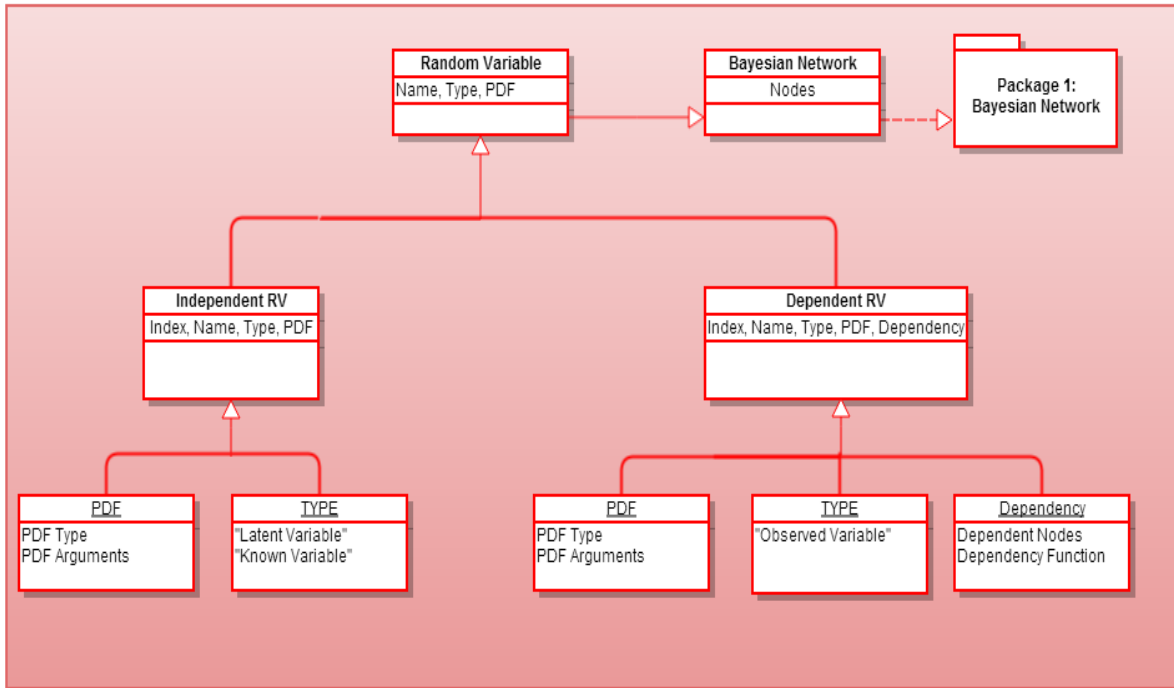 Random Variable
Name, Type, PDF
Bayesian Network
Nodes
Package 1:
Bayesian Network
Independent RV
Index, Name, Type, PDF
Dependent RV
Index, Name, Type, PDF, Dependency
PDF
PDF Type
PDF Arguments
TYPE
"Latent Variable"
"Known Variable"
PDF
PDF Type
PDF Arguments
TYPE
"Observed Variable"
Dependency
Dependent Nodes
Dependency Function